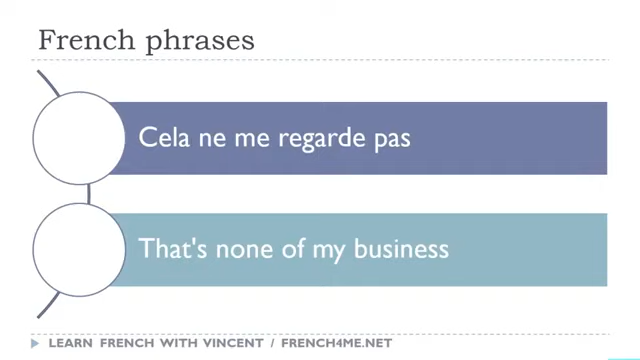 French phrases
Cela ne me regarde pas
That's none of my business
LEARN FRENCH WITH VINCENT / FRENCH4ME.NET